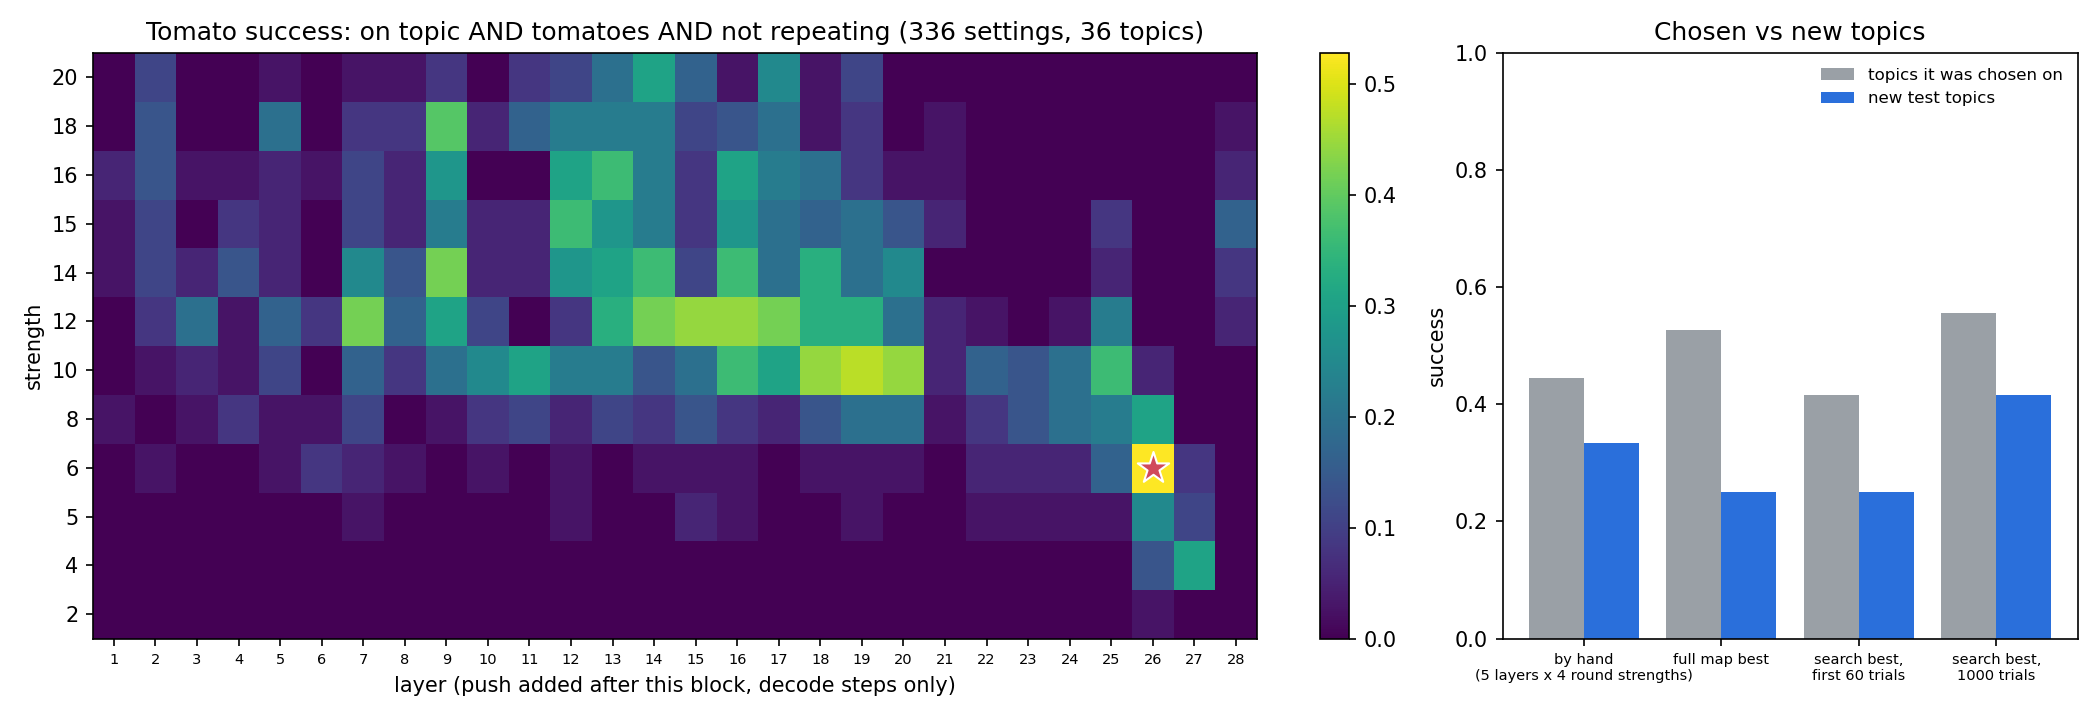 Tomato success: on topic AND tomatoes AND not repeating (336 settings, 36 topics)
strength
20
18
16
15
14
12
10
8
6
5
4
2
1 2 3 4 5 6 7 8 9 10 11 12 13 14 15 16 17 18 19 20 21 22 23 24 25 26 27 28
layer (push added after this block, decode steps only)
0.5
0.4
0.3
0.2
0.1
0.0
Chosen vs new topics
topics it was chosen on
new test topics
success
1.0
0.8
0.6
0.4
0.2
0.0
by hand
(5 layers x 4 round strengths)
full map best
search best,
first 60 trials
search best,
1000 trials